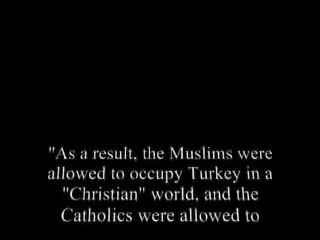 "As a result, the Muslims were
allowed to occupy Turkey in a
"Christian" world, and the
Catholics were allowed to